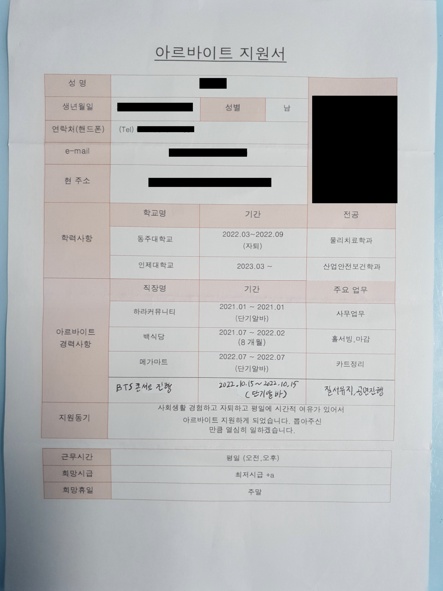 아르바이트 지원서
성 명
생년월일 성별 남
연락처(핸드폰) (Tel)
e-mail
현 주소
학력사항 학교명 기간 전공
동주대학교 2022.03~2022.09 (자퇴) 물리치료학과
인제대학교 2023.03 ~ 산업안전보건학과
아르바이트 경력사항 직장명 기간 주요 업무
하라커뮤니티 2021.01 ~ 2021.01 (단기알바) 사무업무
백식당 2021.07 ~ 2022.02 (8 개월) 홀서빙,마감
메가마트 2022.07 ~ 2022.07 (단기알바) 카트정리
BTS 콘서트 진행 2022.10.15~2022.10.15 (단기알바) 질서유지,공연진행
지원동기 사회생활 경험하고 자퇴하고 평일에 시간적 여유가 있어서
아르바이트 지원하게 되었습니다. 뽑아주신
만큼 열심히 일하겠습니다.
근무시간 평일 (오전,오후)
희망시급 최저시급 +a
희망휴일 주말